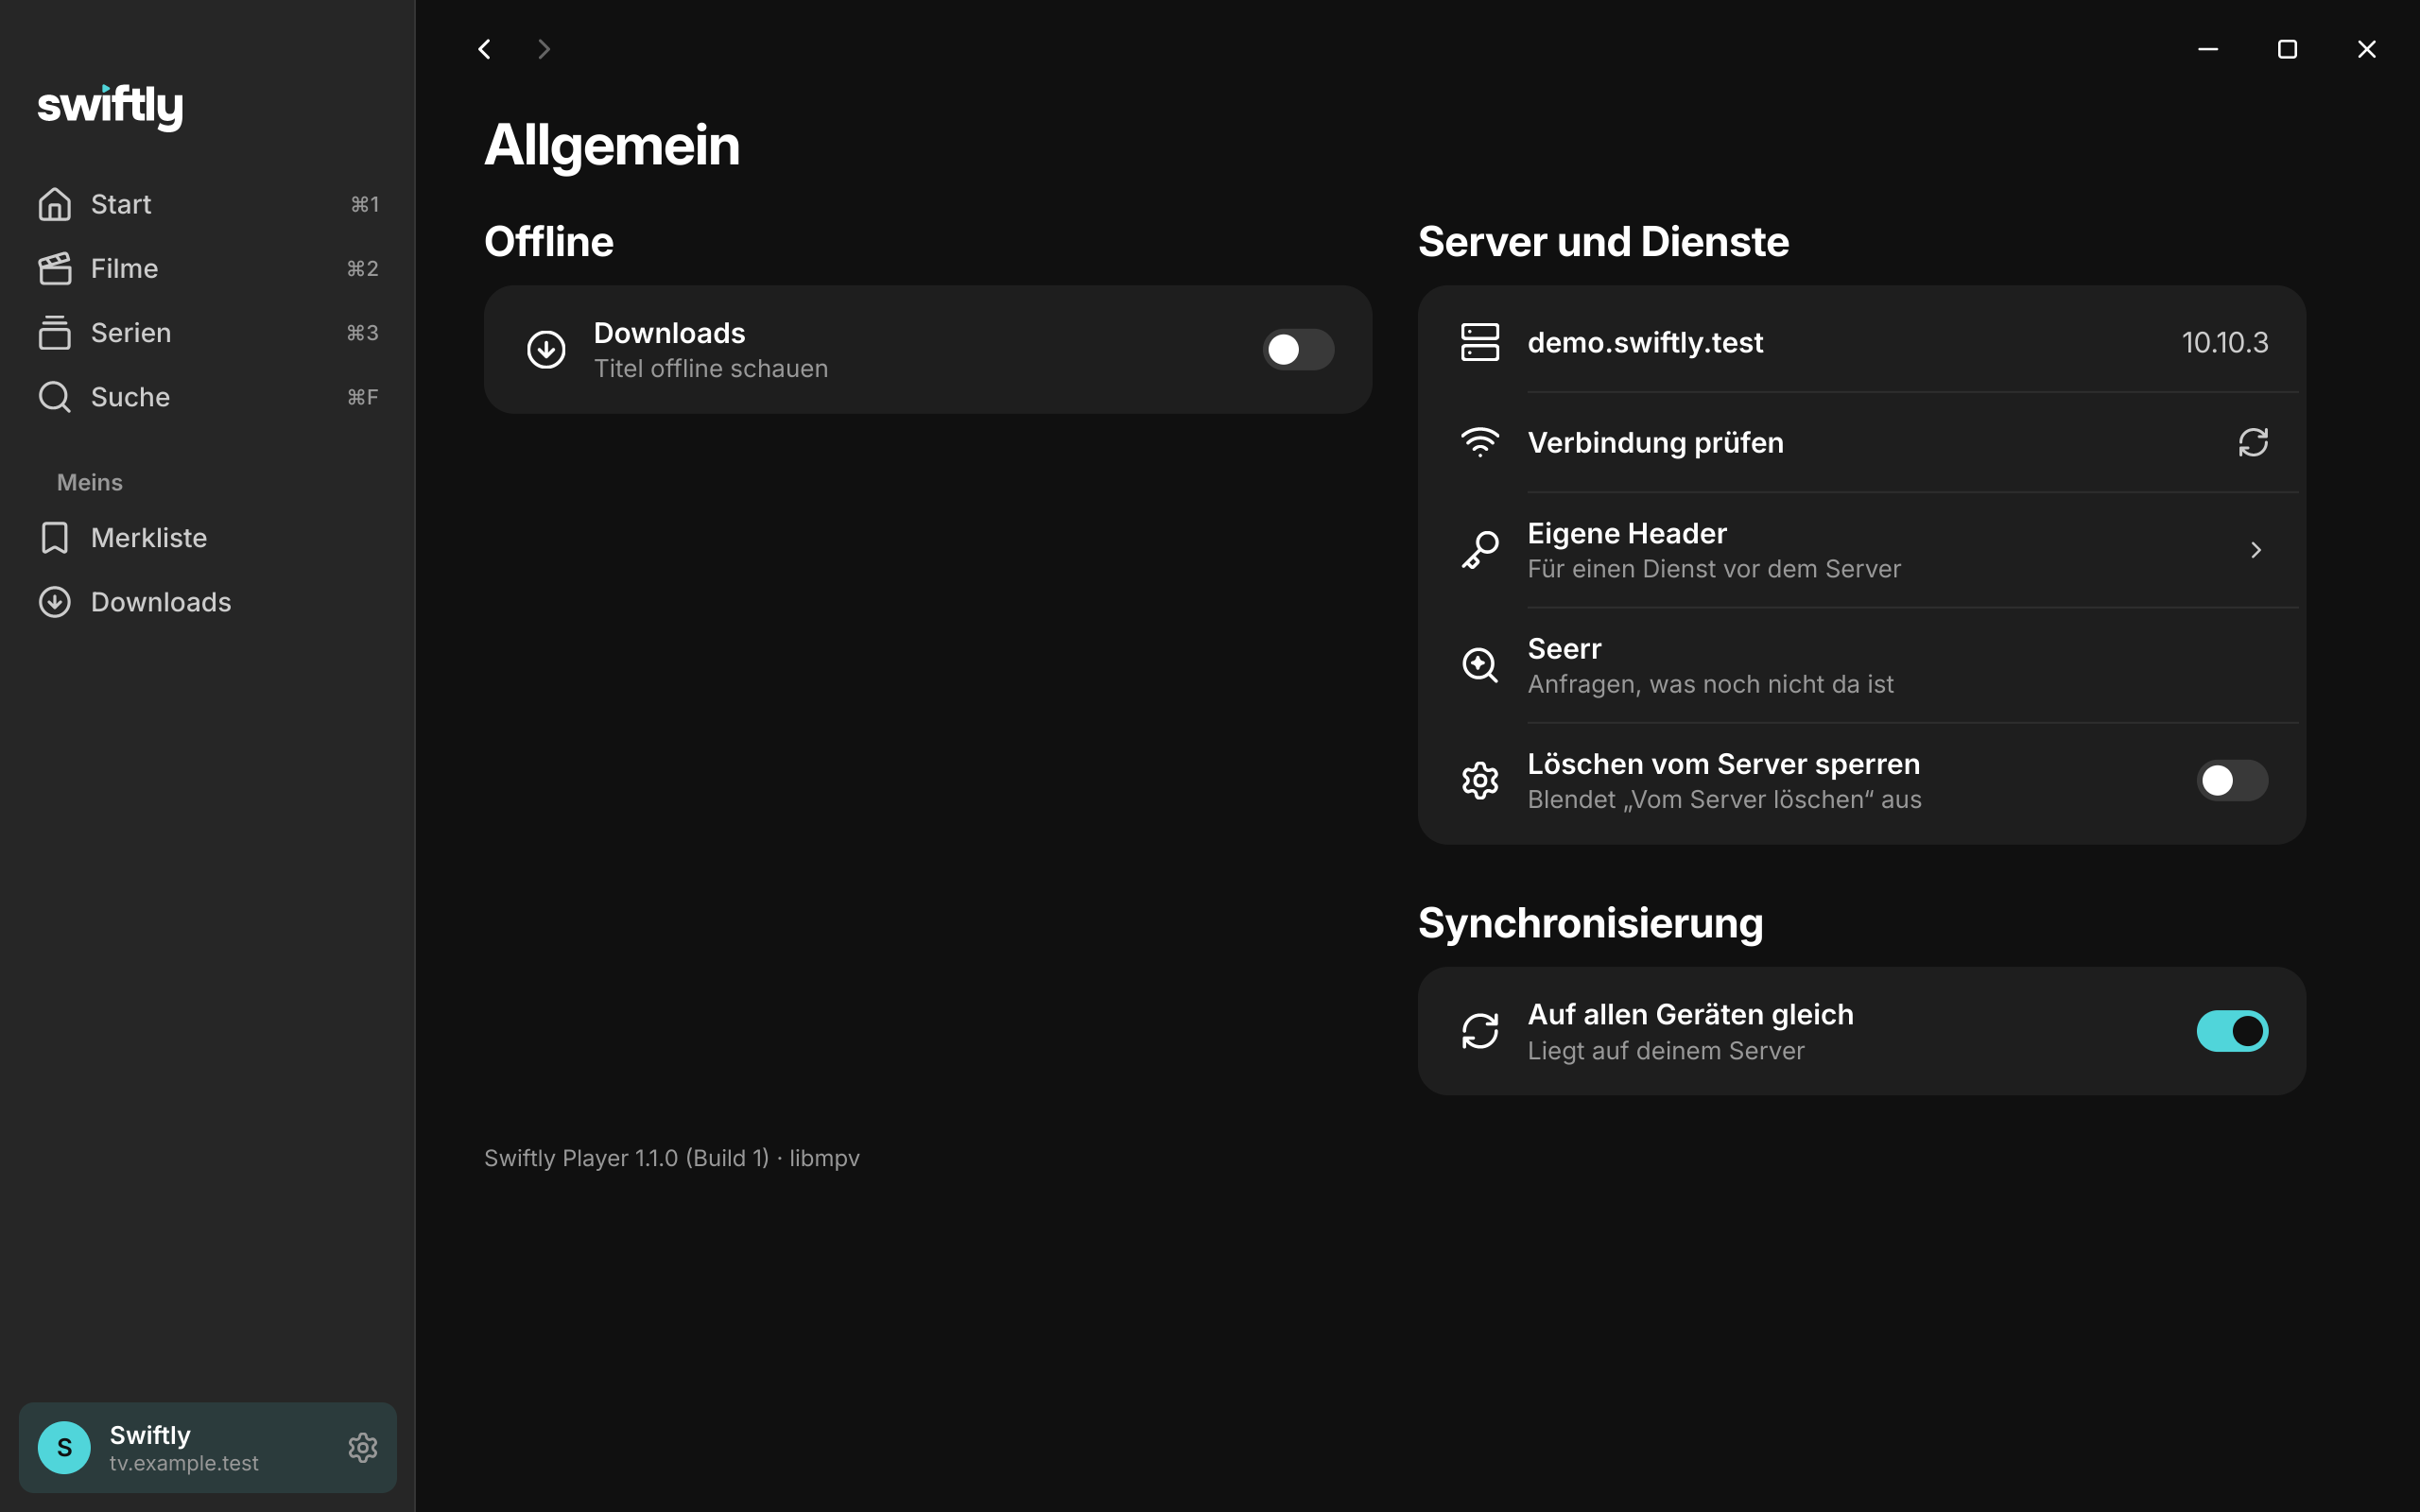 swiftly
Start ⌘1
Filme ⌘2
Serien ⌘3
Suche ⌘F
Meins
Merkliste
Downloads
S
Swiftly
tv.example.test
Allgemein
Offline
Downloads
Titel offline schauen
Server und Dienste
demo.swiftly.test 10.10.3
Verbindung prüfen
Eigene Header
Für einen Dienst vor dem Server
Seerr
Anfragen, was noch nicht da ist
Löschen vom Server sperren
Blendet „Vom Server löschen“ aus
Synchronisierung
Auf allen Geräten gleich
Liegt auf deinem Server
Swiftly Player 1.1.0 (Build 1) · libmpv